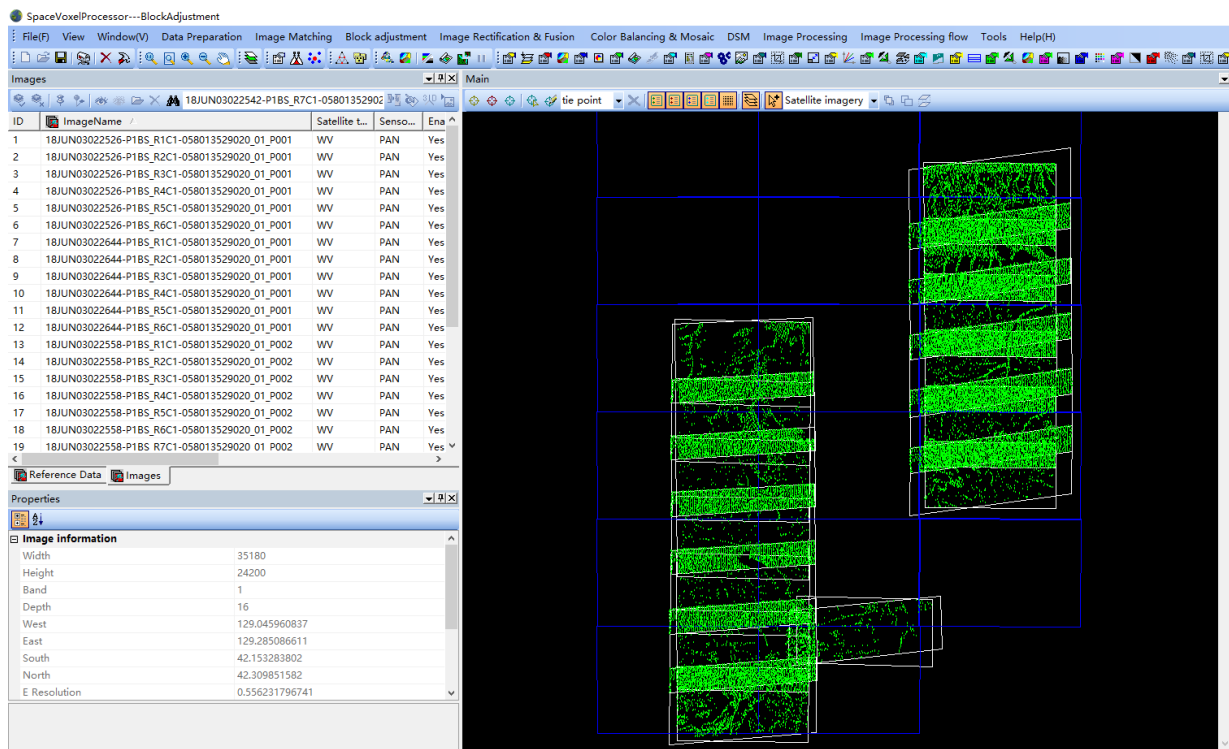 SpaceVoxelProcessor---BlockAdjustment
File(F) View Window(V) Data Preparation Image Matching Block adjustment Image Rectification & Fusion Color Balancing & Mosaic DSM Image Processing Image Processing flow Tools Help(H)
Images
Main
18JUN03022542-P1BS_R7C1-05801352902
tie point
Satellite imagery
ID ImageName Satellite t... Senso... Ena
1 18JUN03022526-P1BS_R1C1-058013529020_01_P001 WV PAN Yes
2 18JUN03022526-P1BS_R2C1-058013529020_01_P001 WV PAN Yes
3 18JUN03022526-P1BS_R3C1-058013529020_01_P001 WV PAN Yes
4 18JUN03022526-P1BS_R4C1-058013529020_01_P001 WV PAN Yes
5 18JUN03022526-P1BS_R5C1-058013529020_01_P001 WV PAN Yes
6 18JUN03022526-P1BS_R6C1-058013529020_01_P001 WV PAN Yes
7 18JUN03022644-P1BS_R1C1-058013529020_01_P001 WV PAN Yes
8 18JUN03022644-P1BS_R2C1-058013529020_01_P001 WV PAN Yes
9 18JUN03022644-P1BS_R3C1-058013529020_01_P001 WV PAN Yes
10 18JUN03022644-P1BS_R4C1-058013529020_01_P001 WV PAN Yes
11 18JUN03022644-P1BS_R5C1-058013529020_01_P001 WV PAN Yes
12 18JUN03022644-P1BS_R6C1-058013529020_01_P001 WV PAN Yes
13 18JUN03022558-P1BS_R1C1-058013529020_01_P002 WV PAN Yes
14 18JUN03022558-P1BS_R2C1-058013529020_01_P002 WV PAN Yes
15 18JUN03022558-P1BS_R3C1-058013529020_01_P002 WV PAN Yes
16 18JUN03022558-P1BS_R4C1-058013529020_01_P002 WV PAN Yes
17 18JUN03022558-P1BS_R5C1-058013529020_01_P002 WV PAN Yes
18 18JUN03022558-P1BS_R6C1-058013529020_01_P002 WV PAN Yes
19 18JUN03022558-P1BS_R7C1-058013529020_01_P002 WV PAN Yes
Reference Data Images
Properties
Image information
Width 35180
Height 24200
Band 1
Depth 16
West 129.045960837
East 129.285086611
South 42.153283802
North 42.309851582
E Resolution 0.556231796741